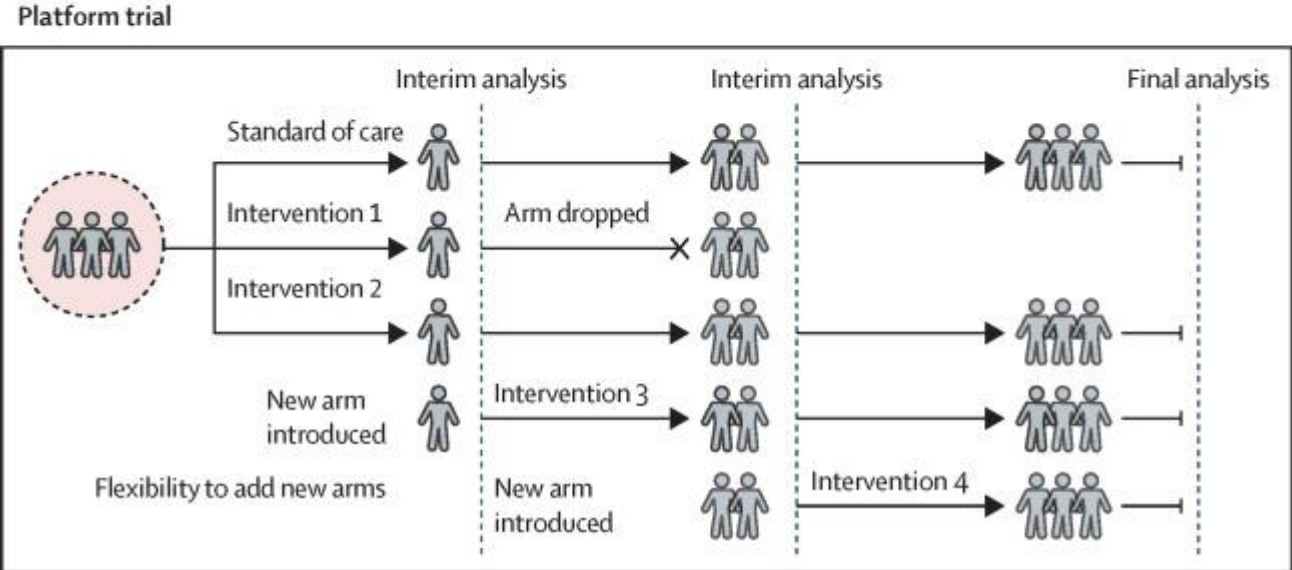 Platform trial
Interim analysis
Interim analysis
Final analysis
Standard of care
Intervention 1
Arm dropped
Intervention 2
New arm
introduced
Intervention 3
Flexibility to add new arms
New arm
introduced
Intervention 4